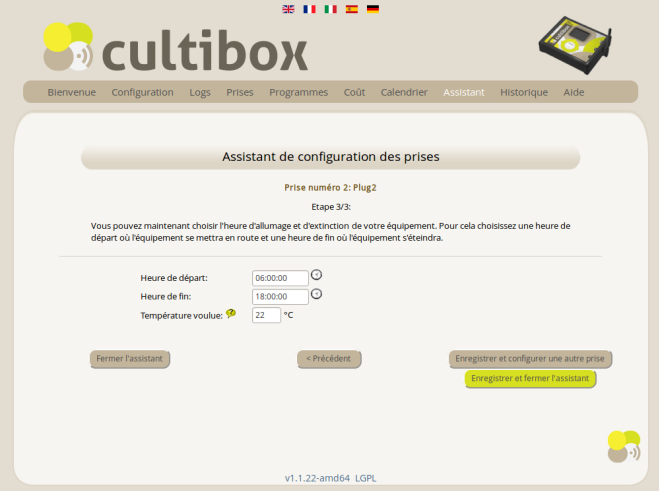 cultibox
Bienvenue Configuration Logs Prises Programmes Coût Calendrier Assistant Historique Aide
Assistant de configuration des prises
Prise numéro 2: Plug2
Etape 3/3:
Vous pouvez maintenant choisir l'heure d'allumage et d'extinction de votre équipement. Pour cela choisissez une heure de
départ où l'équipement se mettra en route et une heure de fin où l'équipement s'éteindra.
Heure de départ: 06:00:00
Heure de fin: 18:00:00
Température voulue: 22 °C
Fermer l'assistant < Précédent Enregistrer et configurer une autre prise
Enregistrer et fermer l'assistant
v1.1.22-amd64 LGPL